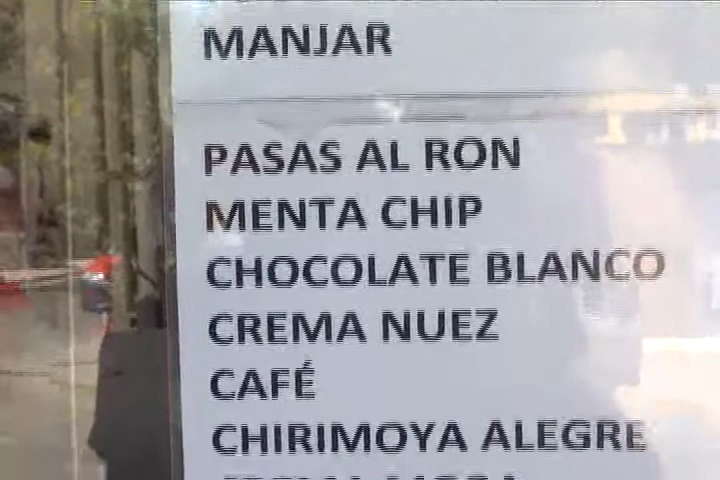 MANJAR
PASAS AL RON
MENTA CHIP
CHOCOLATE BLANCO
CREMA NUEZ
CAFÉ
CHIRIMOYA ALEGRE